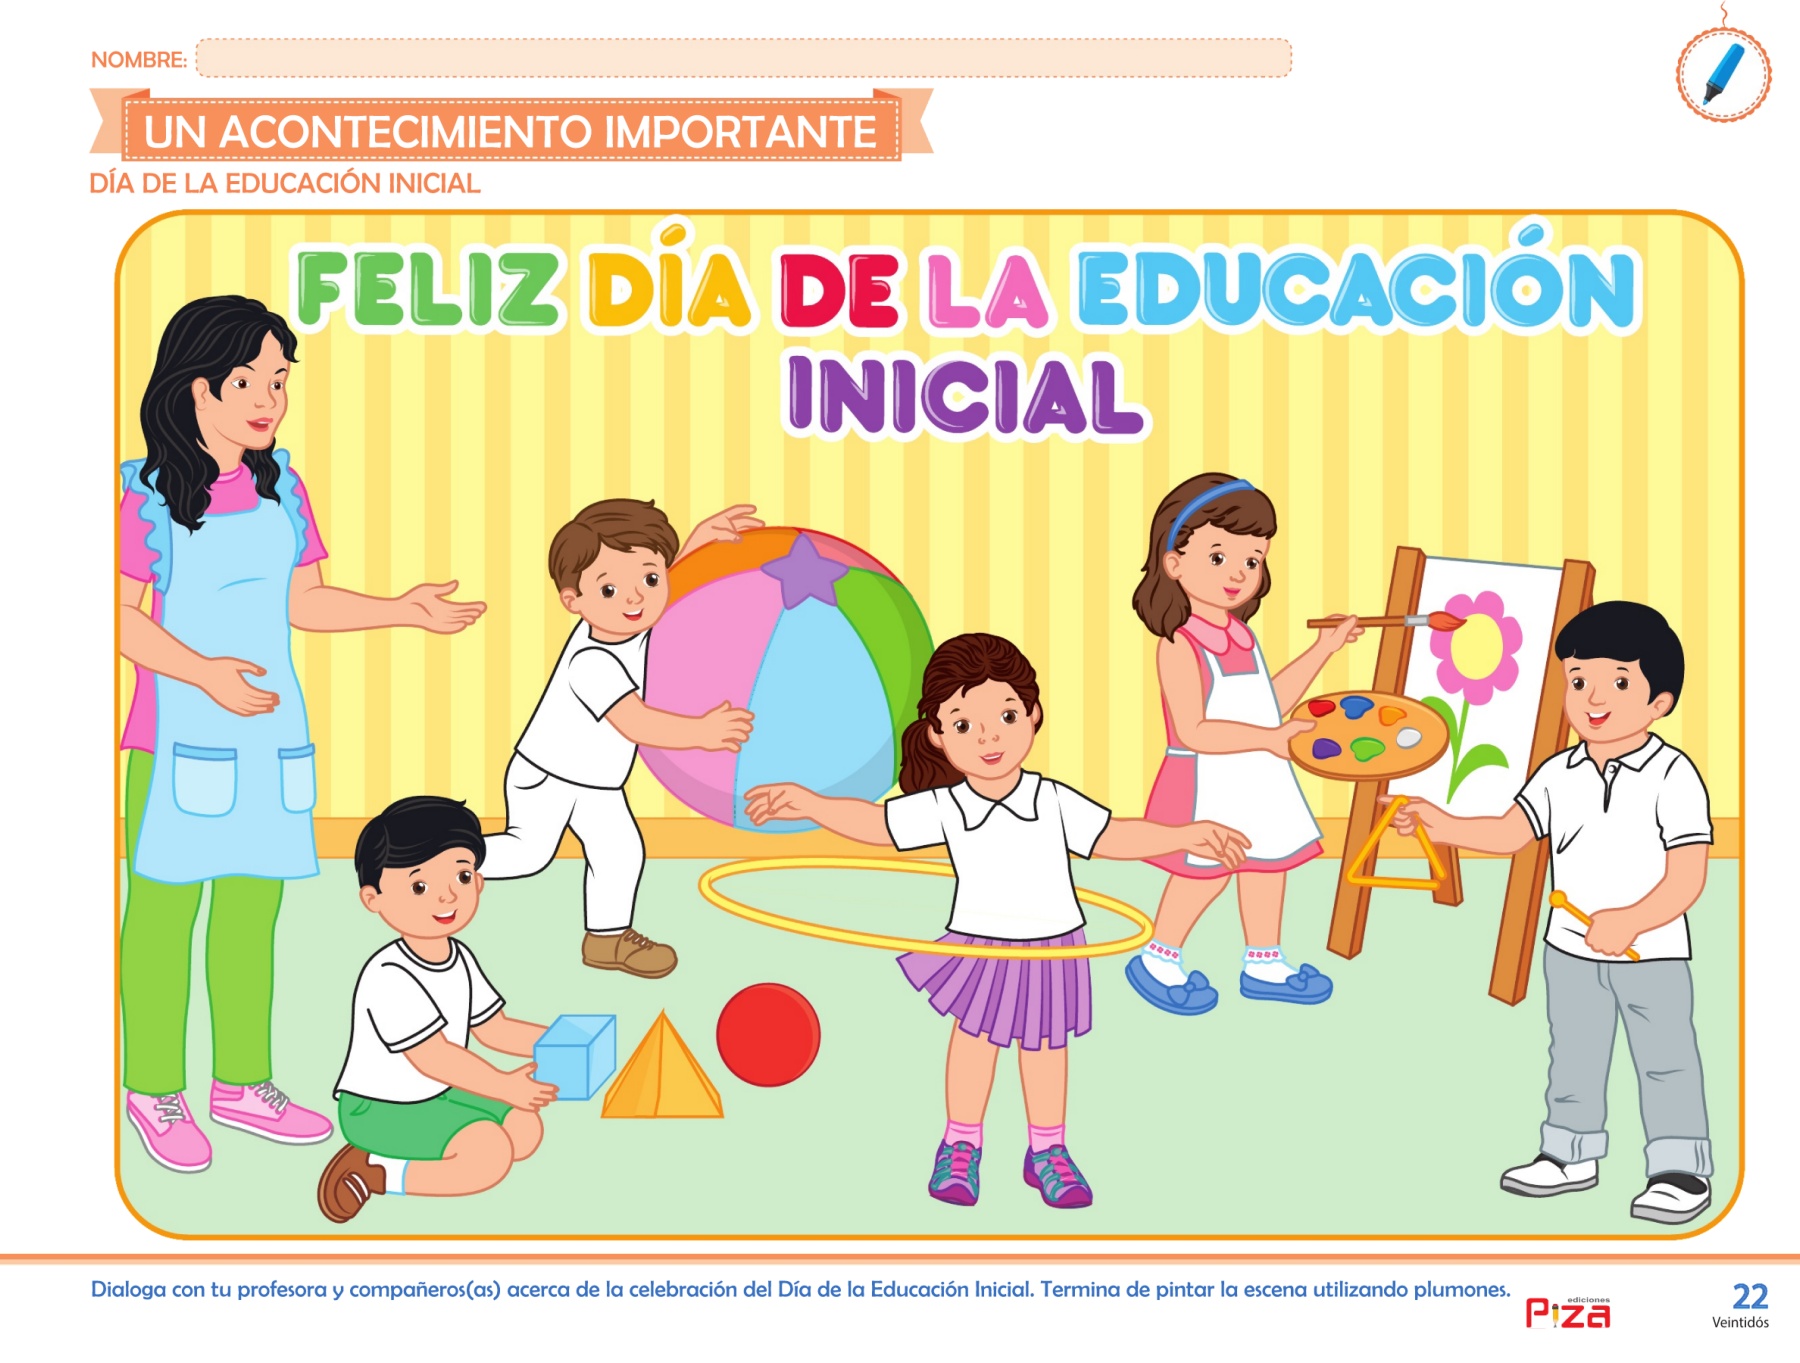 NOMBRE:
UN ACONTECIMIENTO IMPORTANTE
DÍA DE LA EDUCACIÓN INICIAL
FELIZ DÍA DE LA EDUCACIÓN
INICIAL
Dialoga con tu profesora y compañeros(as) acerca de la celebración del Día de la Educación Inicial. Termina de pintar la escena utilizando plumones.
ediciones
Piza
22
Veintidós